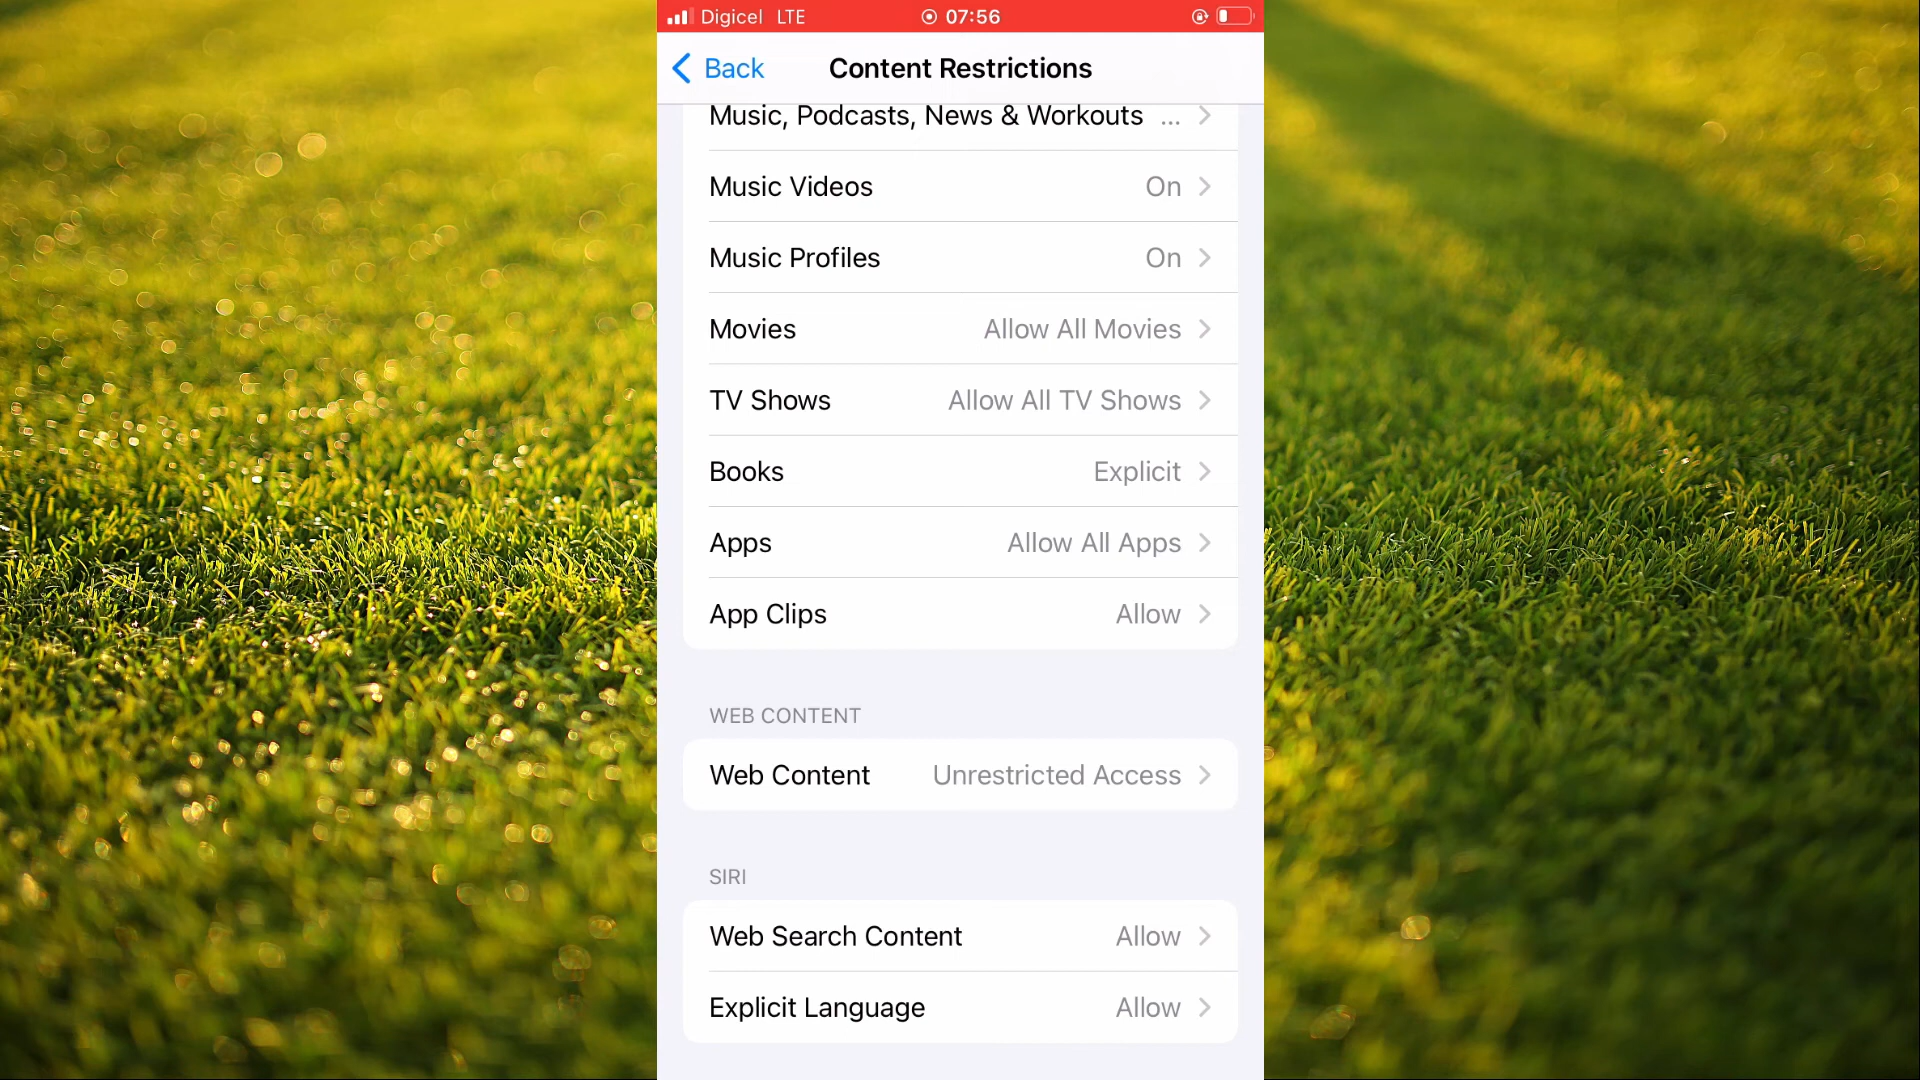 Digicel LTE 07:56
Back Content Restrictions
Music, Podcasts, News & Workouts ...
Music Videos On
Music Profiles On
Movies Allow All Movies
TV Shows Allow All TV Shows
Books Explicit
Apps Allow All Apps
App Clips Allow
WEB CONTENT
Web Content Unrestricted Access
SIRI
Web Search Content Allow
Explicit Language Allow